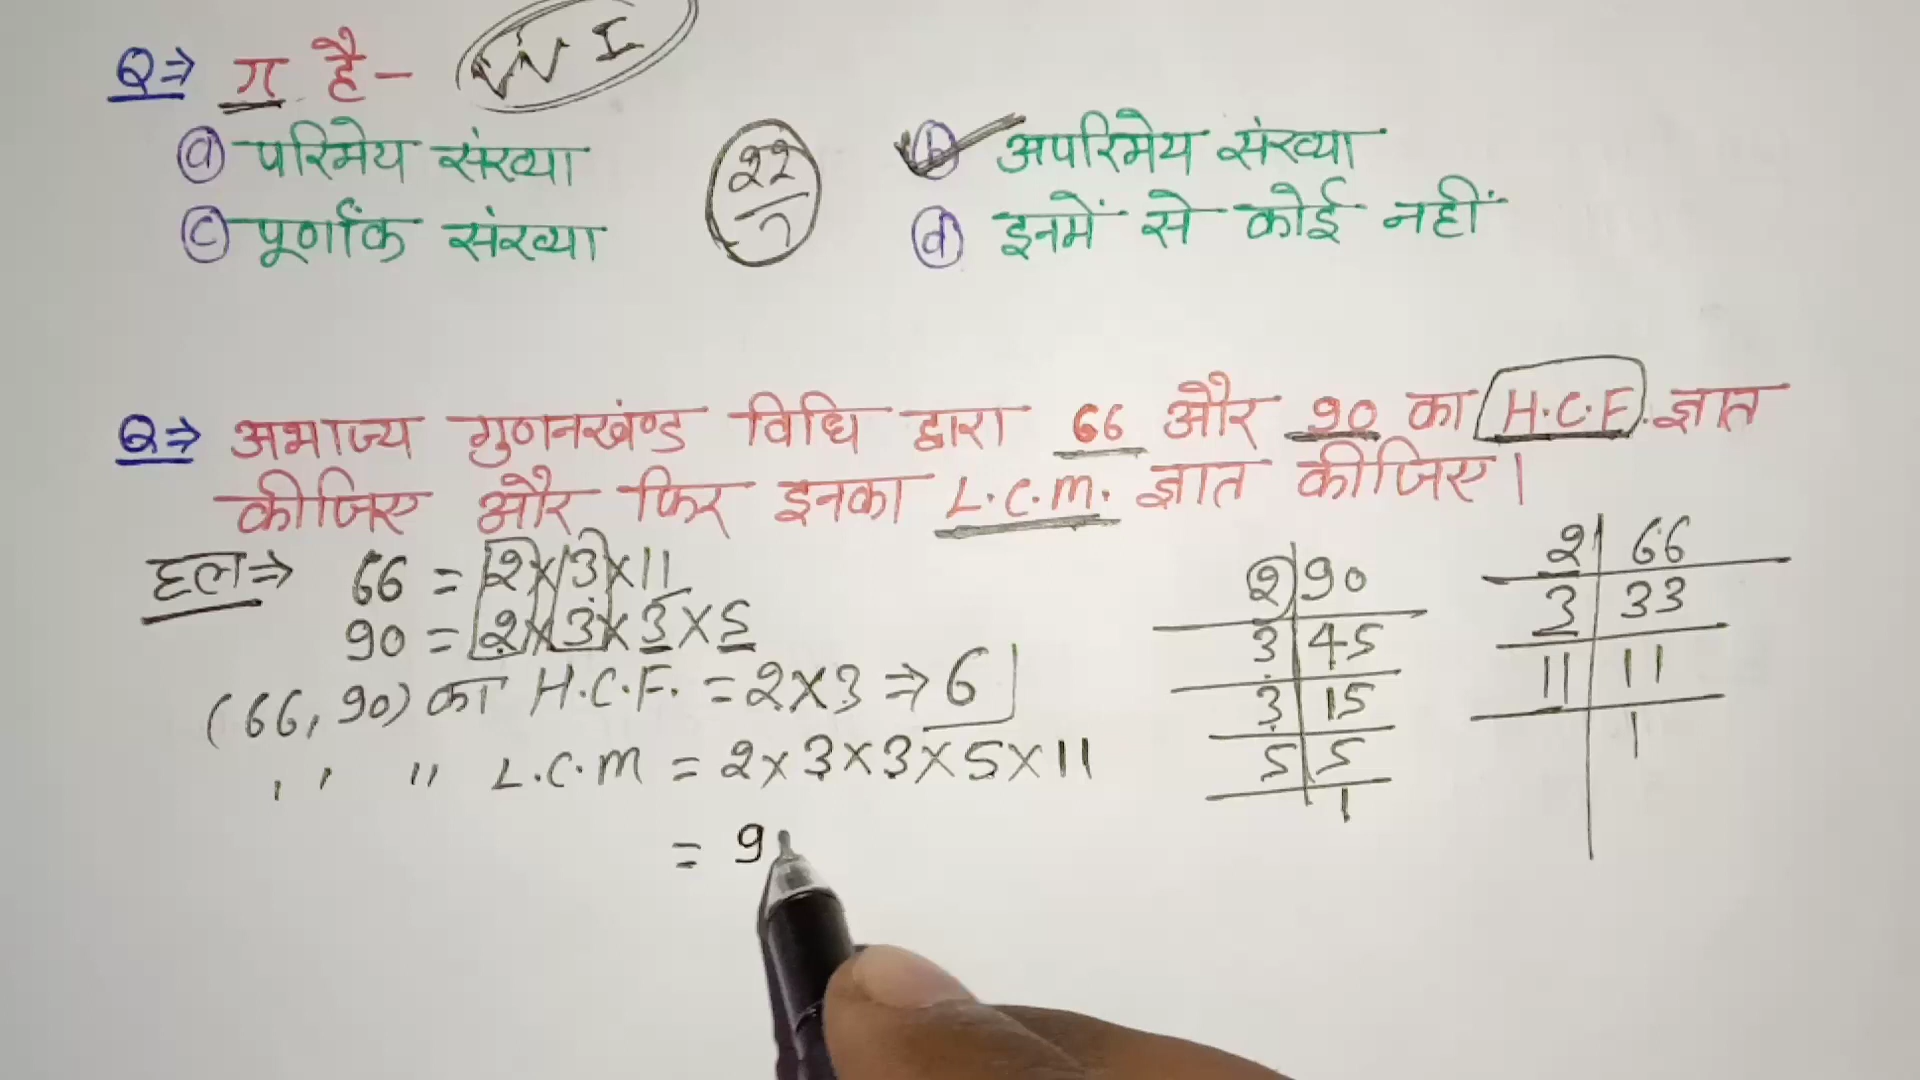 Q⇒ π है-
VVI
ⓐ परिमेय संख्या
22/7
ⓑ अपरिमेय संख्या
ⓒ पूर्णांक संख्या
ⓓ इनमें से कोई नहीं
Q⇒ अभाज्य गुणनखंण्ड विधि द्वारा 66 और 90 का H.C.F. ज्ञात
कीजिए और फिर इनका L.C.M. ज्ञात कीजिए।
हल⇒ 66 = 2×3×11
90 = 2×3×3×5
(66, 90) का H.C.F. = 2×3 ⇒ 6
,, ,, L.C.M = 2×3×3×5×11
= 9
2 | 90
3 | 45
3 | 15
5 | 5
1
2 | 66
3 | 33
11 | 11
1